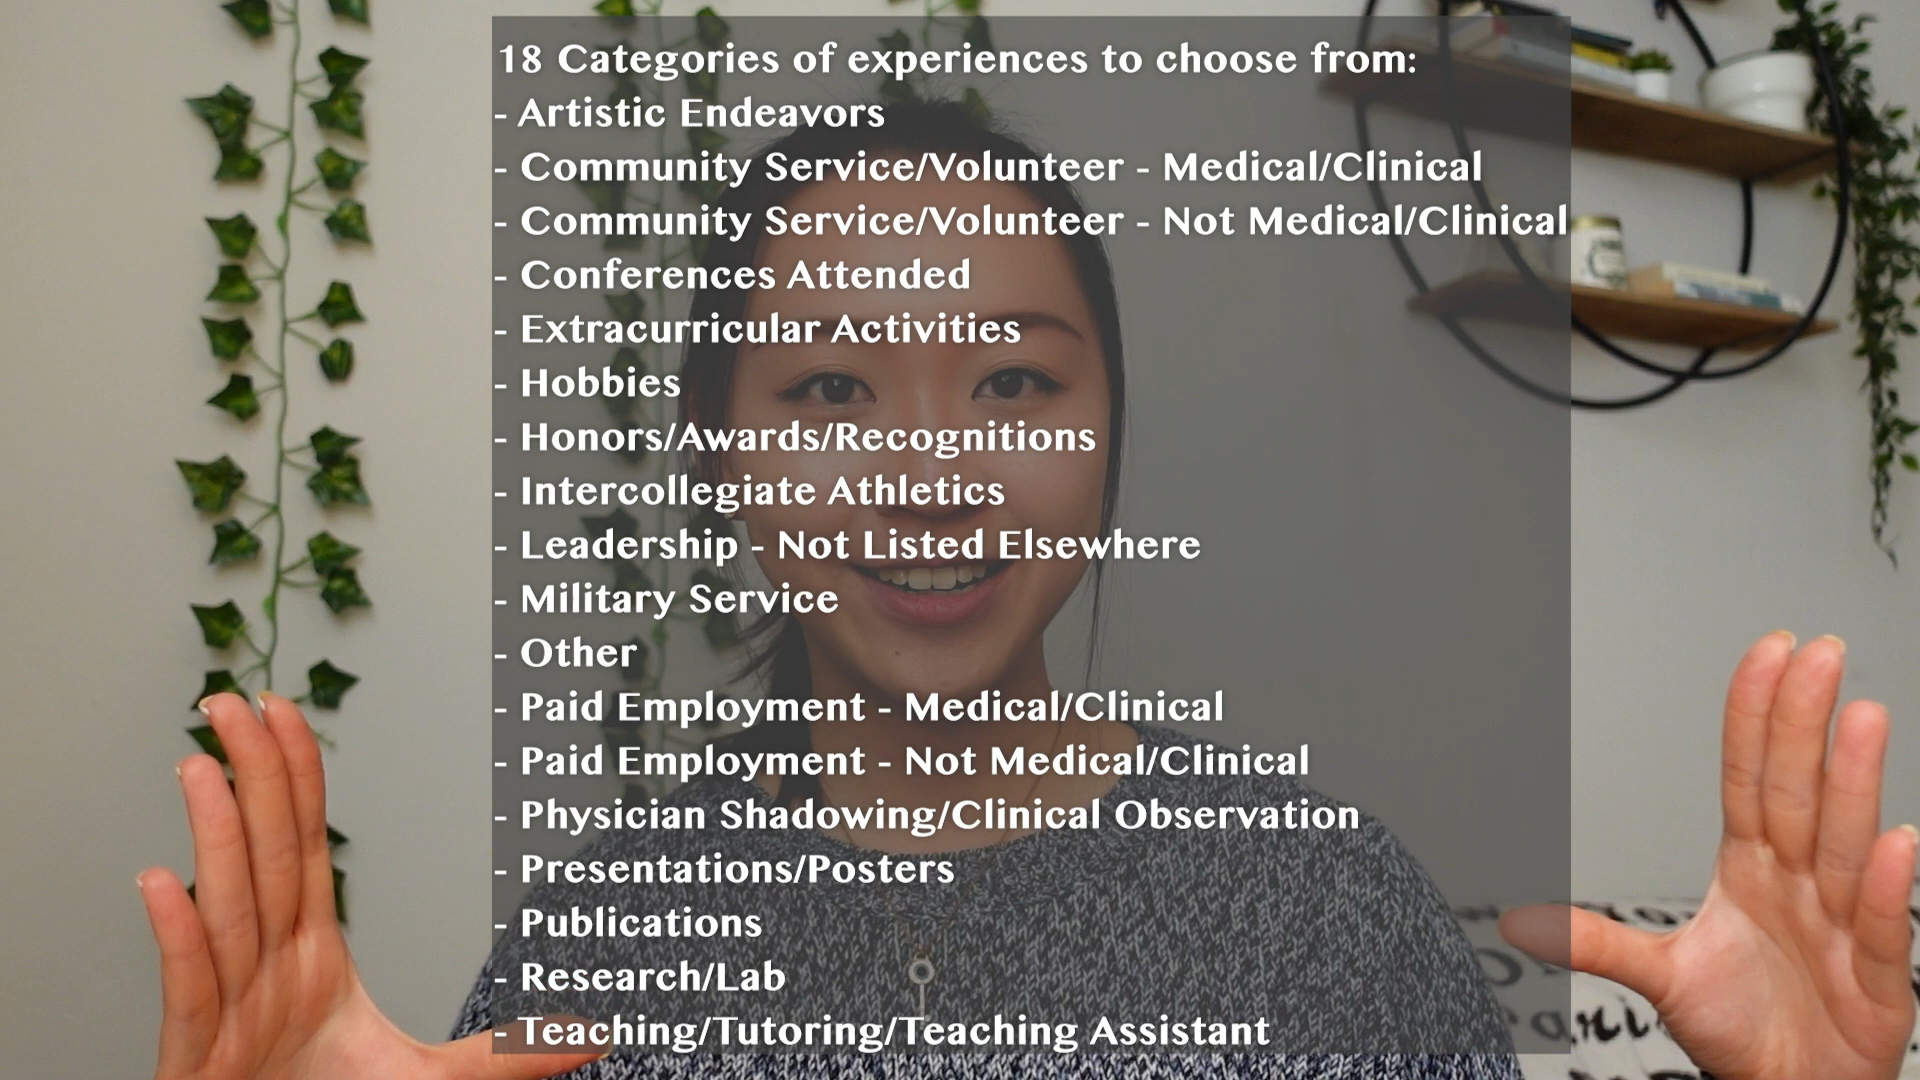 18 Categories of experiences to choose from:
- Artistic Endeavors
- Community Service/Volunteer - Medical/Clinical
- Community Service/Volunteer - Not Medical/Clinical
- Conferences Attended
- Extracurricular Activities
- Hobbies
- Honors/Awards/Recognitions
- Intercollegiate Athletics
- Leadership - Not Listed Elsewhere
- Military Service
- Other
- Paid Employment - Medical/Clinical
- Paid Employment - Not Medical/Clinical
- Physician Shadowing/Clinical Observation
- Presentations/Posters
- Publications
- Research/Lab
- Teaching/Tutoring/Teaching Assistant